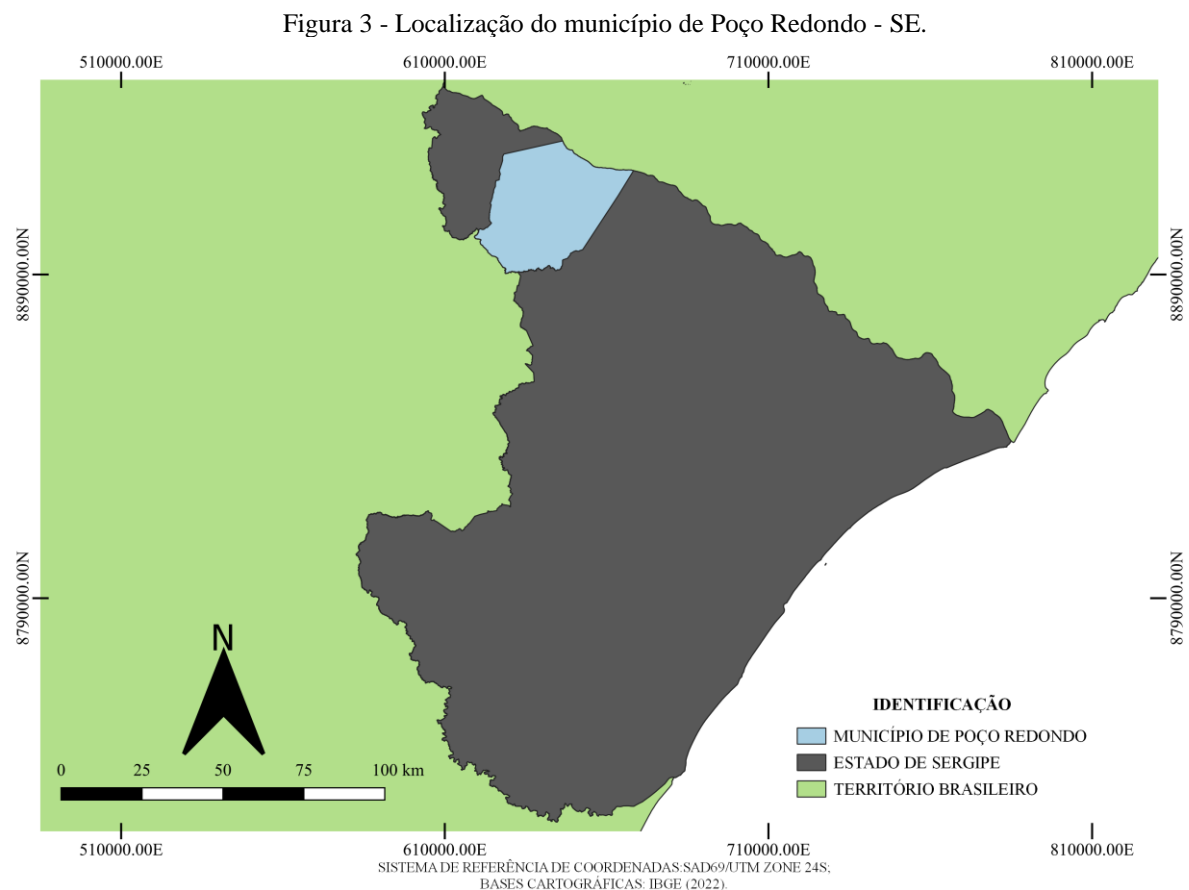 Figura 3 - Localização do município de Poço Redondo - SE.
510000.00E 610000.00E 710000.00E 810000.00E
8890000.00N 8890000.00N
8790000.00N 8790000.00N
N
0 25 50 75 100 km
IDENTIFICAÇÃO
MUNICÍPIO DE POÇO REDONDO
ESTADO DE SERGIPE
TERRITÓRIO BRASILEIRO
510000.00E 610000.00E 710000.00E 810000.00E
SISTEMA DE REFERÊNCIA DE COORDENADAS:SAD69/UTM ZONE 24S;
BASES CARTOGRÁFICAS: IBGE (2022).